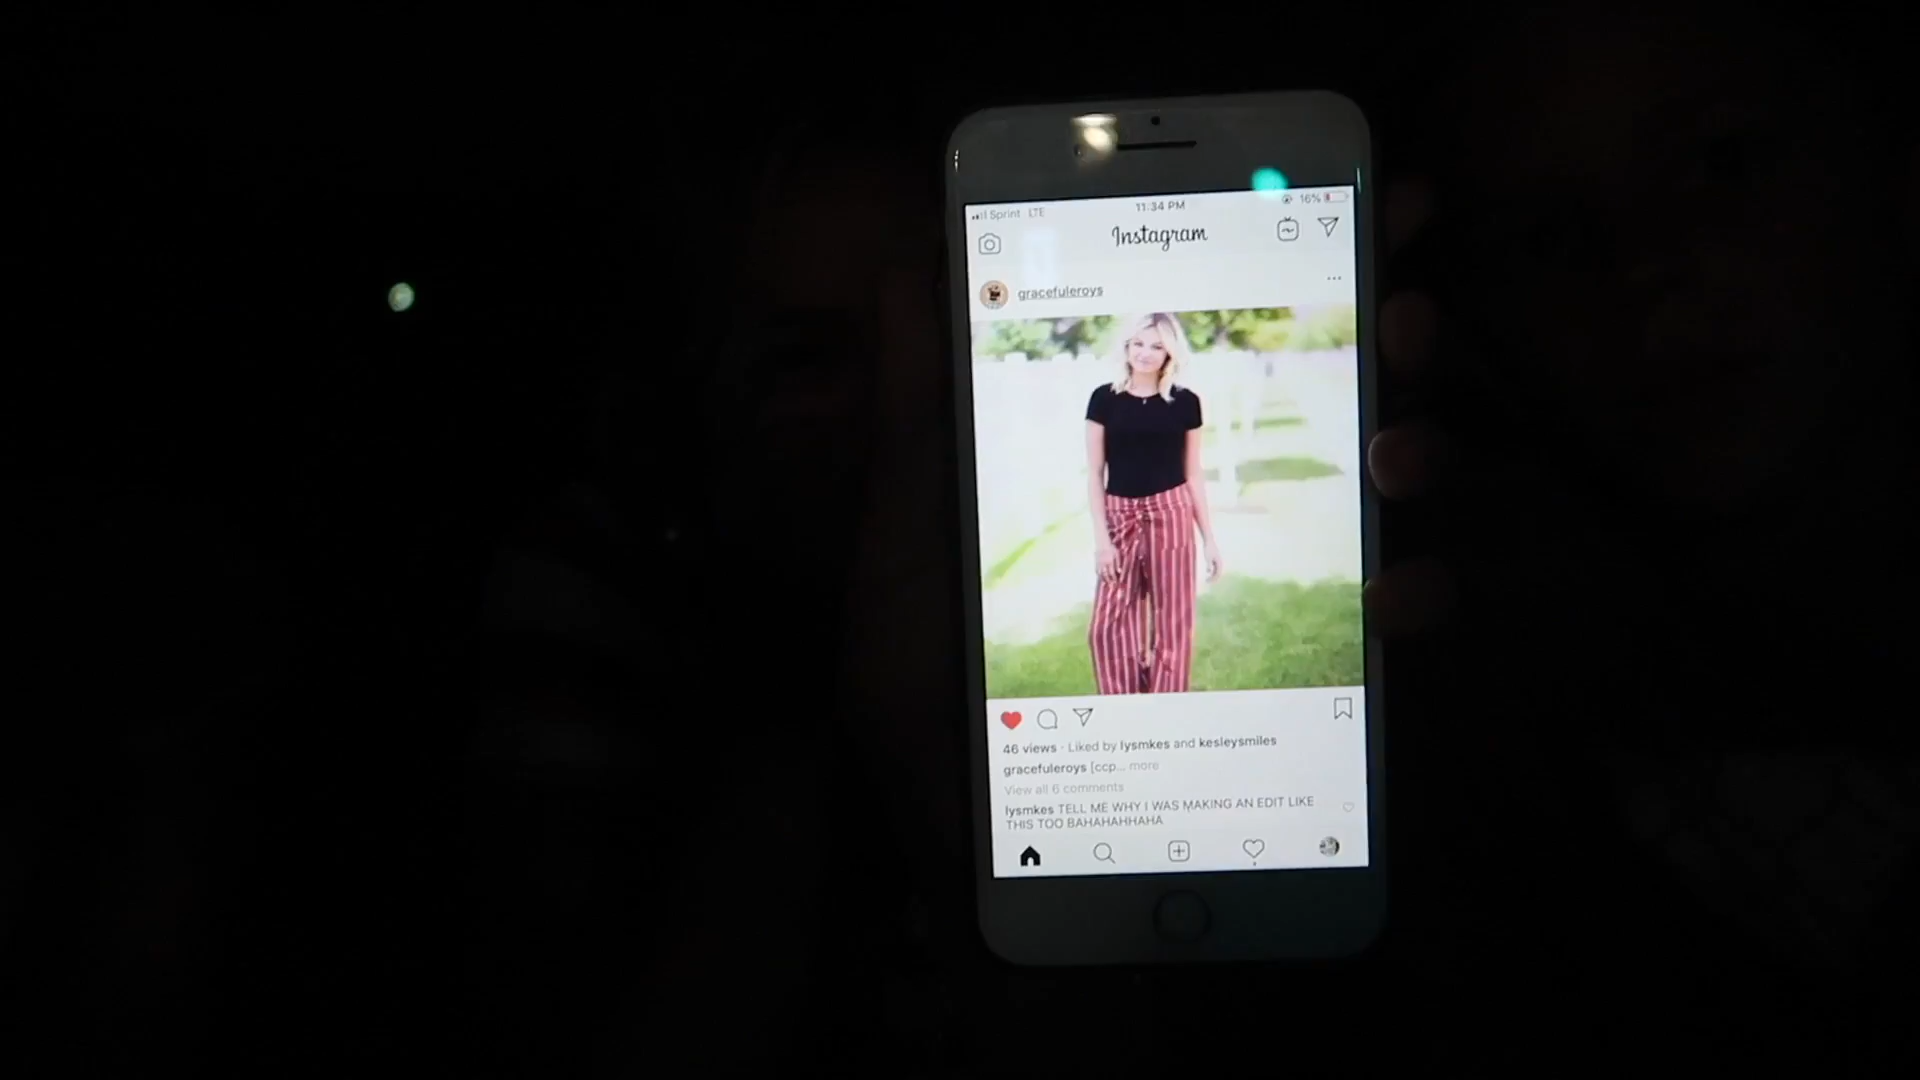 Sprint LTE 11:34 PM 16%
Instagram
gracefuleroys
46 views · Liked by lysmkes and kesleysmiles
gracefuleroys [ccp... more
View all 6 comments
lysmkes TELL ME WHY I WAS MAKING AN EDIT LIKE
THIS TOO BAHAHAHHAHA